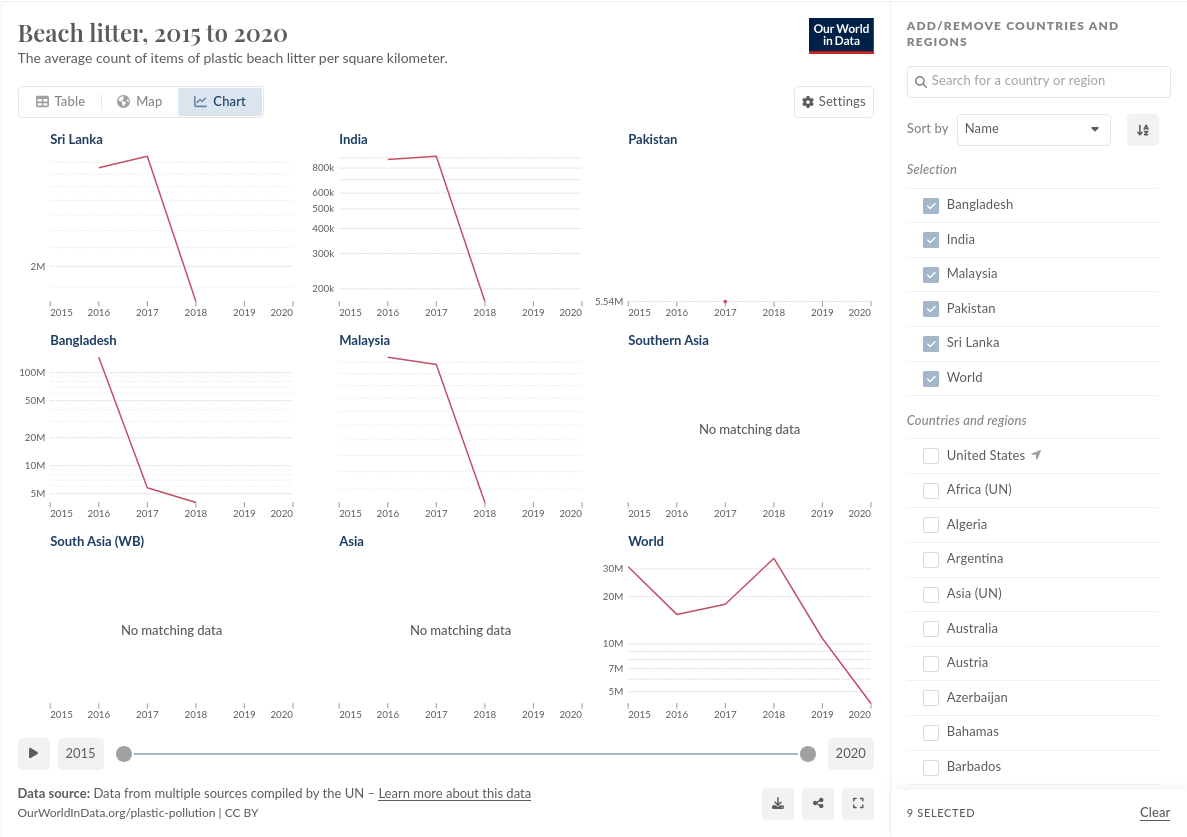 Beach litter, 2015 to 2020
The average count of items of plastic beach litter per square kilometer.
Our World
in Data
Table
Map
Chart
Settings
Sri Lanka
2M
2015 2016 2017 2018 2019 2020
India
800k
600k
500k
400k
300k
200k
2015 2016 2017 2018 2019 2020
Pakistan
5.54M
2015 2016 2017 2018 2019 2020
Bangladesh
100M
50M
20M
10M
5M
2015 2016 2017 2018 2019 2020
Malaysia
2015 2016 2017 2018 2019 2020
Southern Asia
No matching data
2015 2016 2017 2018 2019 2020
South Asia (WB)
No matching data
2015 2016 2017 2018 2019 2020
Asia
No matching data
2015 2016 2017 2018 2019 2020
World
30M
20M
10M
7M
5M
2015 2016 2017 2018 2019 2020
2015
2020
Data source: Data from multiple sources compiled by the UN – Learn more about this data
OurWorldInData.org/plastic-pollution | CC BY
ADD/REMOVE COUNTRIES AND
REGIONS
Search for a country or region
Sort by
Name
Selection
Bangladesh
India
Malaysia
Pakistan
Sri Lanka
World
Countries and regions
United States
Africa (UN)
Algeria
Argentina
Asia (UN)
Australia
Austria
Azerbaijan
Bahamas
Barbados
9 SELECTED
Clear